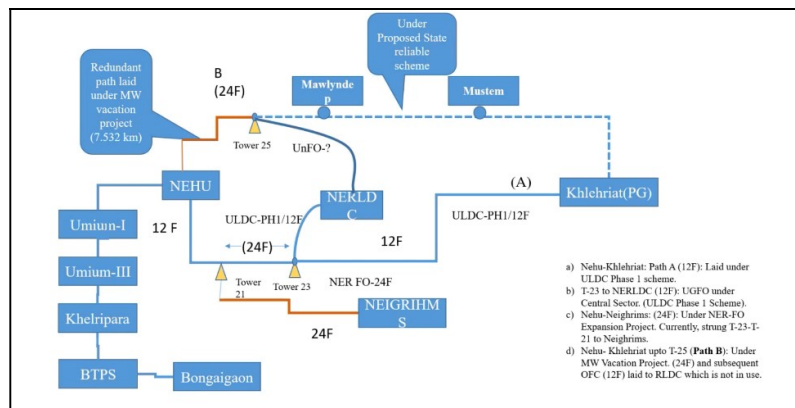 Under
Proposed State
reliable
scheme
Redundant
path laid
under MW
vacation
project
(7.532 km)
B
(24F)
Mawlynde
p
Mustem
Tower 25
UnFO-?
NEHU
NERLD
C
(A)
Khlehriat(PG)
Umium-I
12 F
ULDC-PH1/12F
ULDC-PH1/12F
(24F)
12F
Umium-III
Tower
21
Tower 23
NER FO-24F
Khelripara
NEIGRIHM
S
24F
BTPS
Bongaigaon
a) Nehu-Khlehriat: Path A (12F): Laid under
ULDC Phase 1 scheme.
b) T-23 to NERLDC (12F): UGFO under
Central Sector. (ULDC Phase 1 Scheme).
c) Nehu-Neighrims: (24F): Under NER-FO
Expansion Project. Currently, strung T-23-T-
21 to Neighrims.
d) Nehu- Khlehriat upto T-25 (Path B): Under
MW Vacation Project. (24F) and subsequent
OFC (12F) laid to RLDC which is not in use.